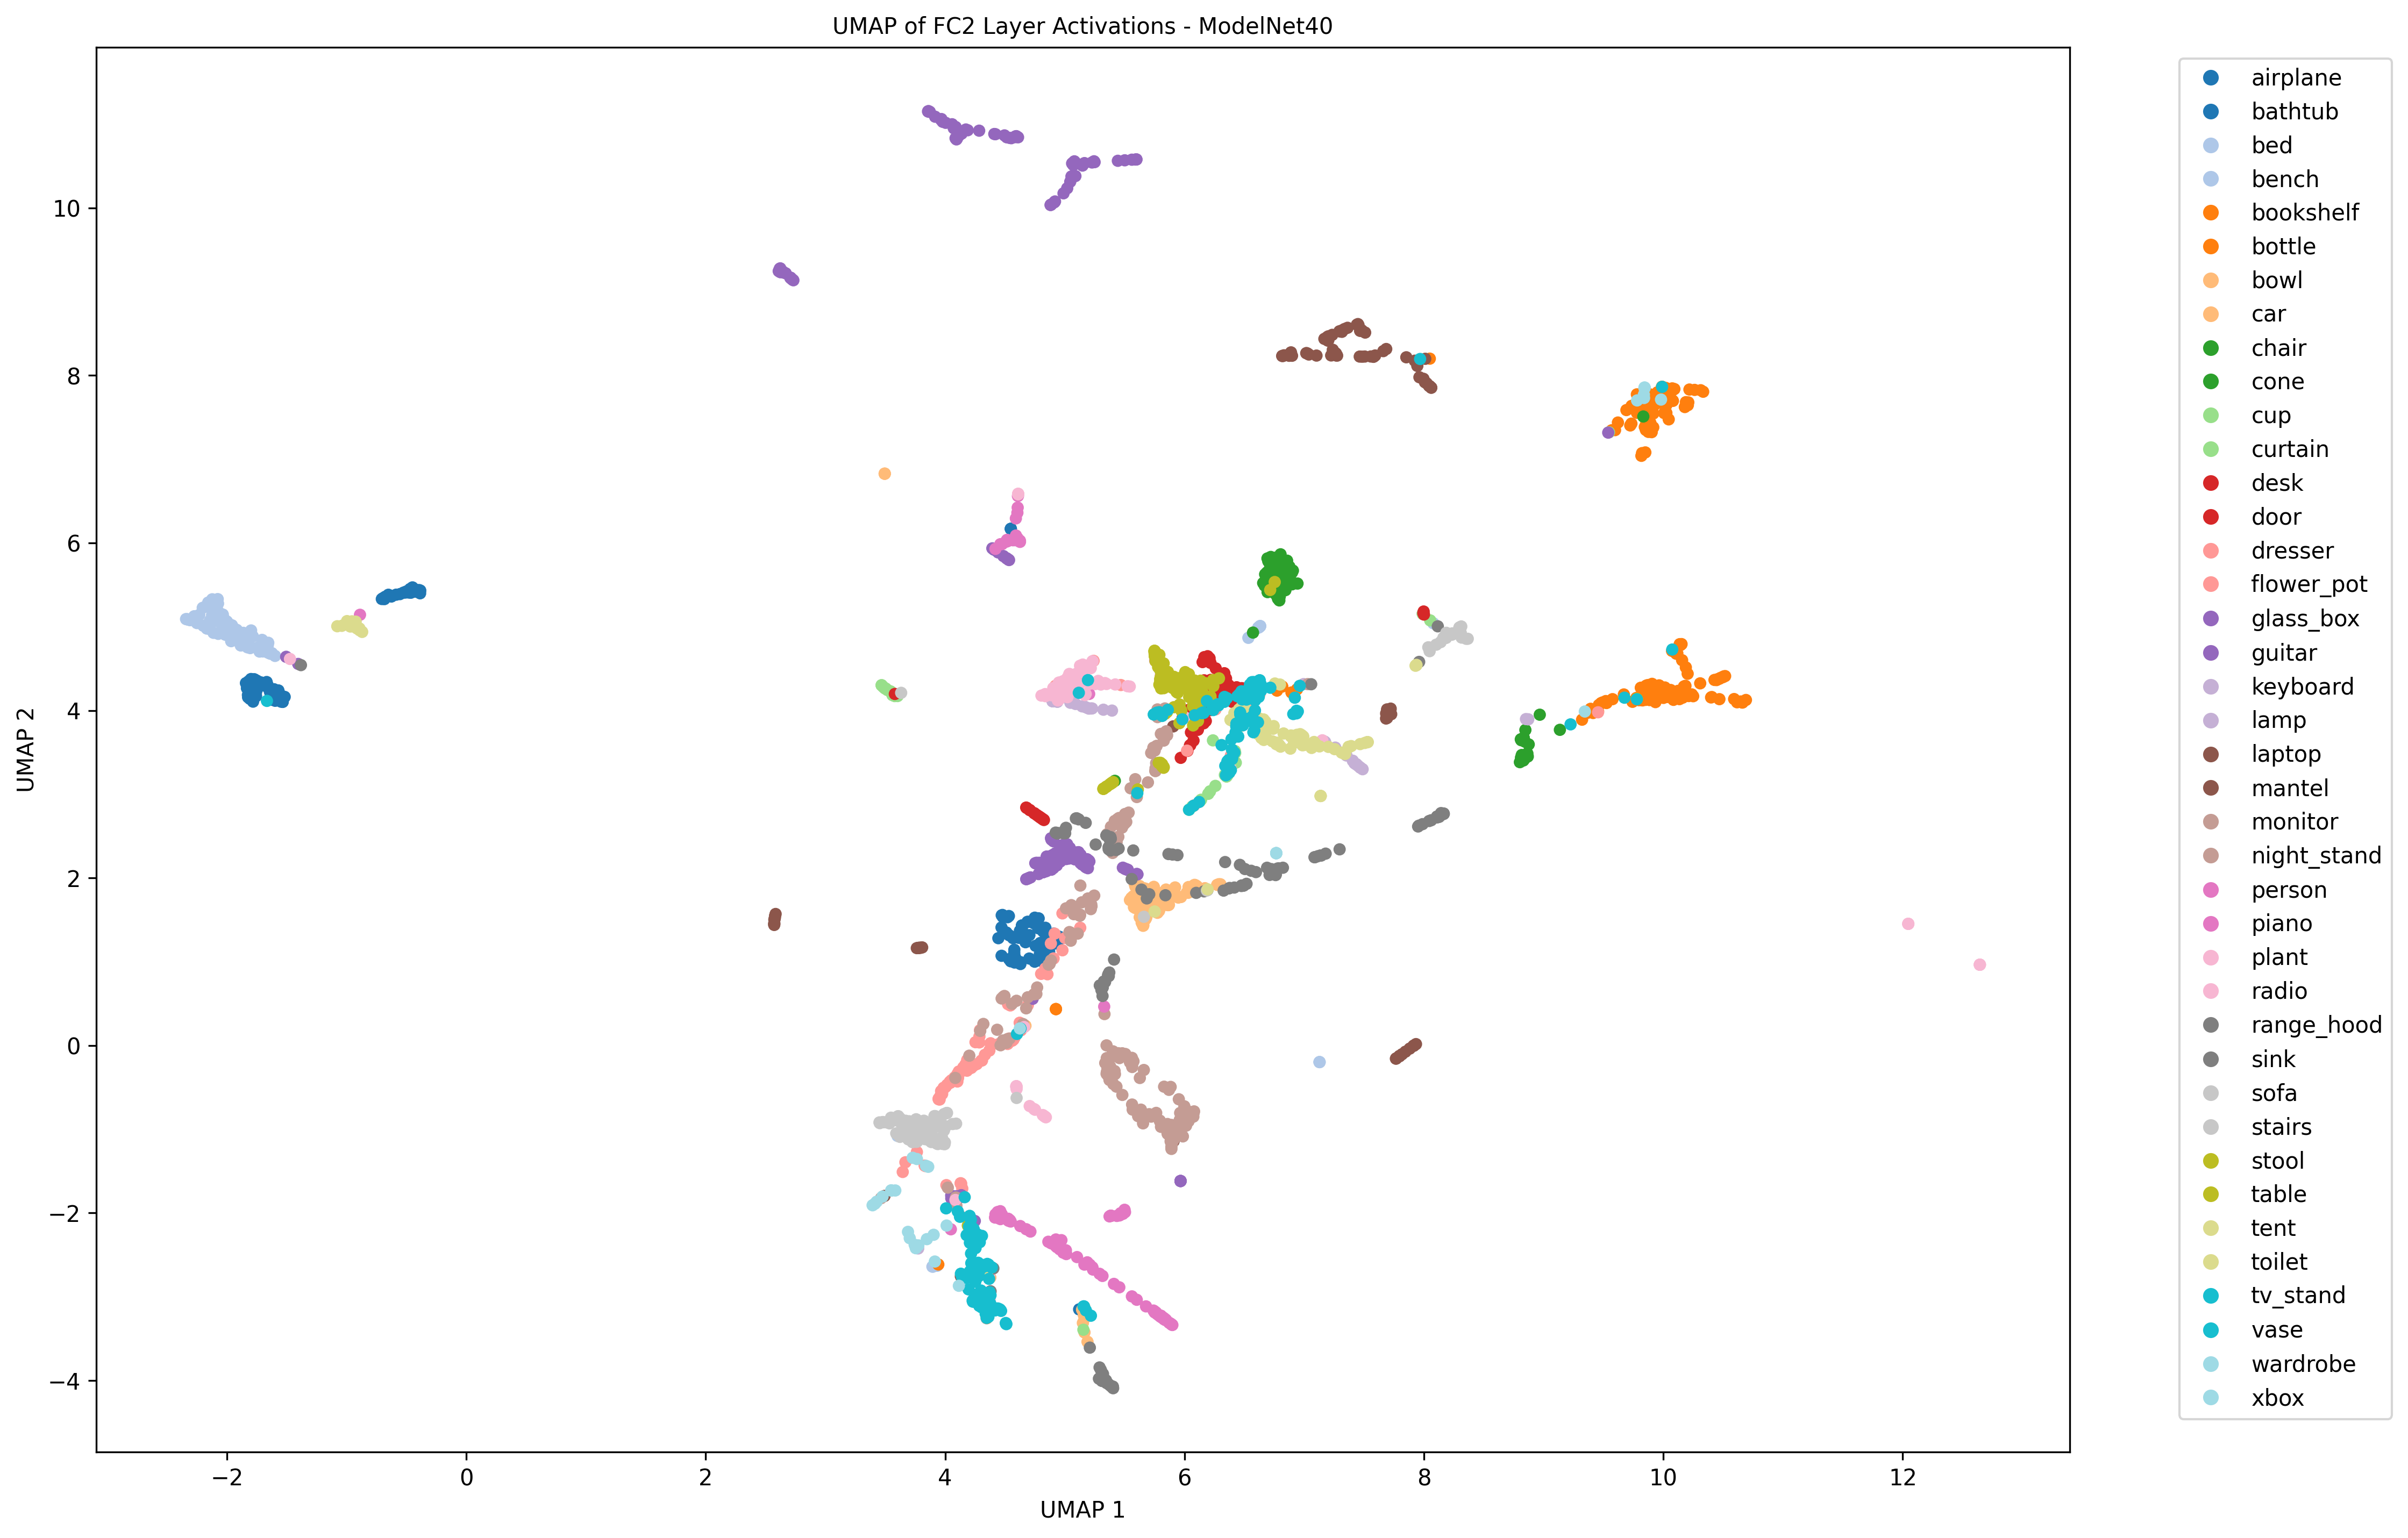 UMAP of FC2 Layer Activations - ModelNet40
10
8
6
4
2
0
−2
−4
UMAP 2
−2
0
2
4
6
8
10
12
UMAP 1
airplane
bathtub
bed
bench
bookshelf
bottle
bowl
car
chair
cone
cup
curtain
desk
door
dresser
flower_pot
glass_box
guitar
keyboard
lamp
laptop
mantel
monitor
night_stand
person
piano
plant
radio
range_hood
sink
sofa
stairs
stool
table
tent
toilet
tv_stand
vase
wardrobe
xbox